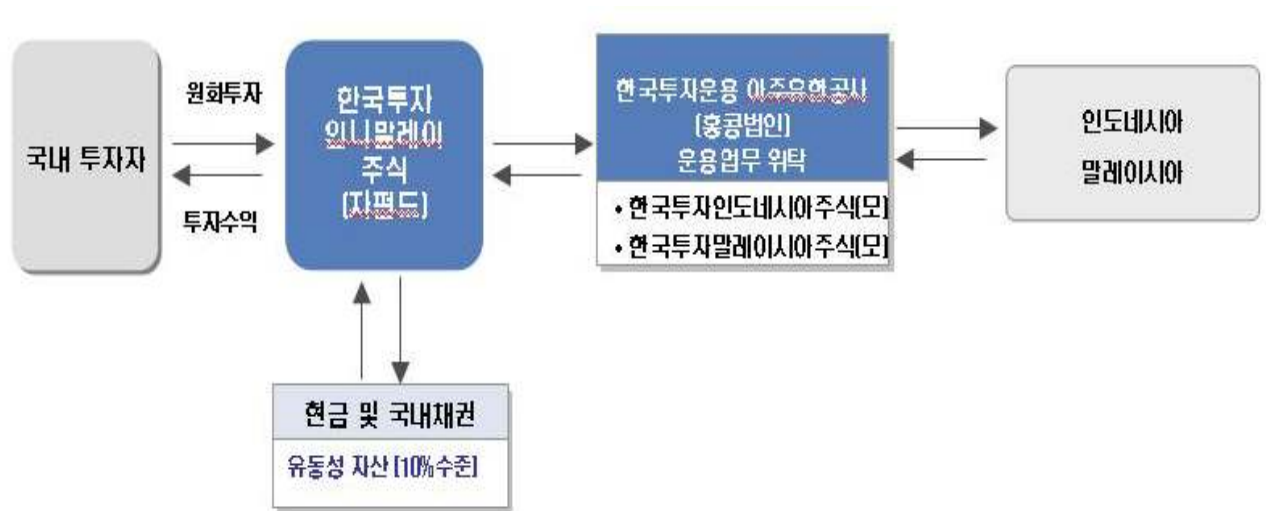 국내 투자자
원화투자
투자수익
한국투자
인니말레이
주식
(자펀드)
한국투자운용 아주유한공사
(홍콩법인)
운용업무 위탁
• 한국투자인도네시아주식(모)
• 한국투자말레이시아주식(모)
인도네시아
말레이시아
현금 및 국내채권
유동성 자산 (10%수준)